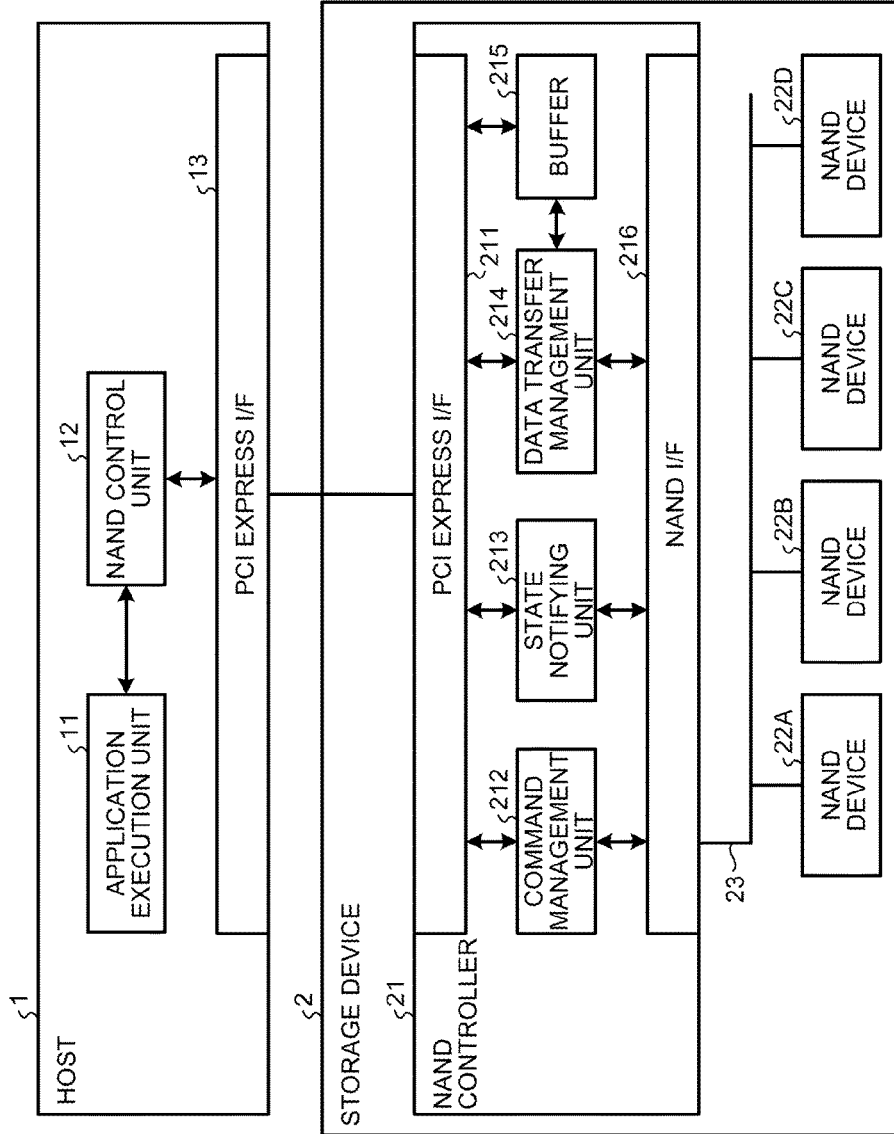 1
HOST
11
APPLICATION
EXECUTION UNIT
12
NAND CONTROL
UNIT
13
PCI EXPRESS I/F
2
STORAGE DEVICE
21
NAND
CONTROLLER
PCI EXPRESS I/F
211
212
COMMAND
MANAGEMENT
UNIT
213
STATE
NOTIFYING
UNIT
214
DATA TRANSFER
MANAGEMENT
UNIT
215
BUFFER
216
NAND I/F
23
22A
NAND
DEVICE
22B
NAND
DEVICE
22C
NAND
DEVICE
22D
NAND
DEVICE